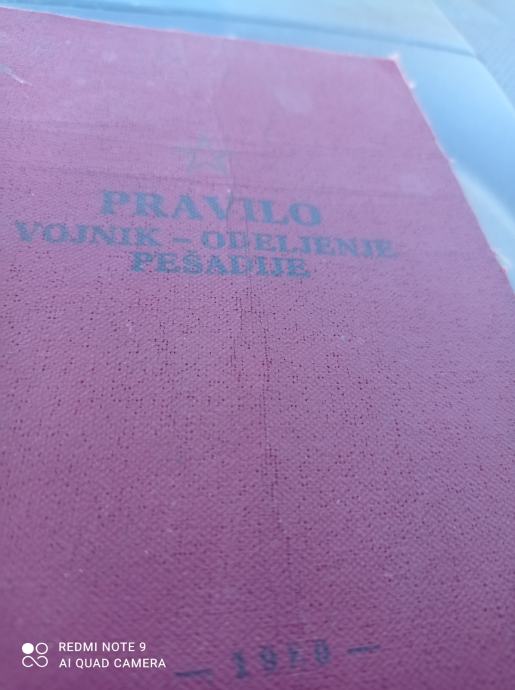 PRAVILO
VOJNIK – ODELJENJE
PEŠADIJE
REDMI NOTE 9
AI QUAD CAMERA